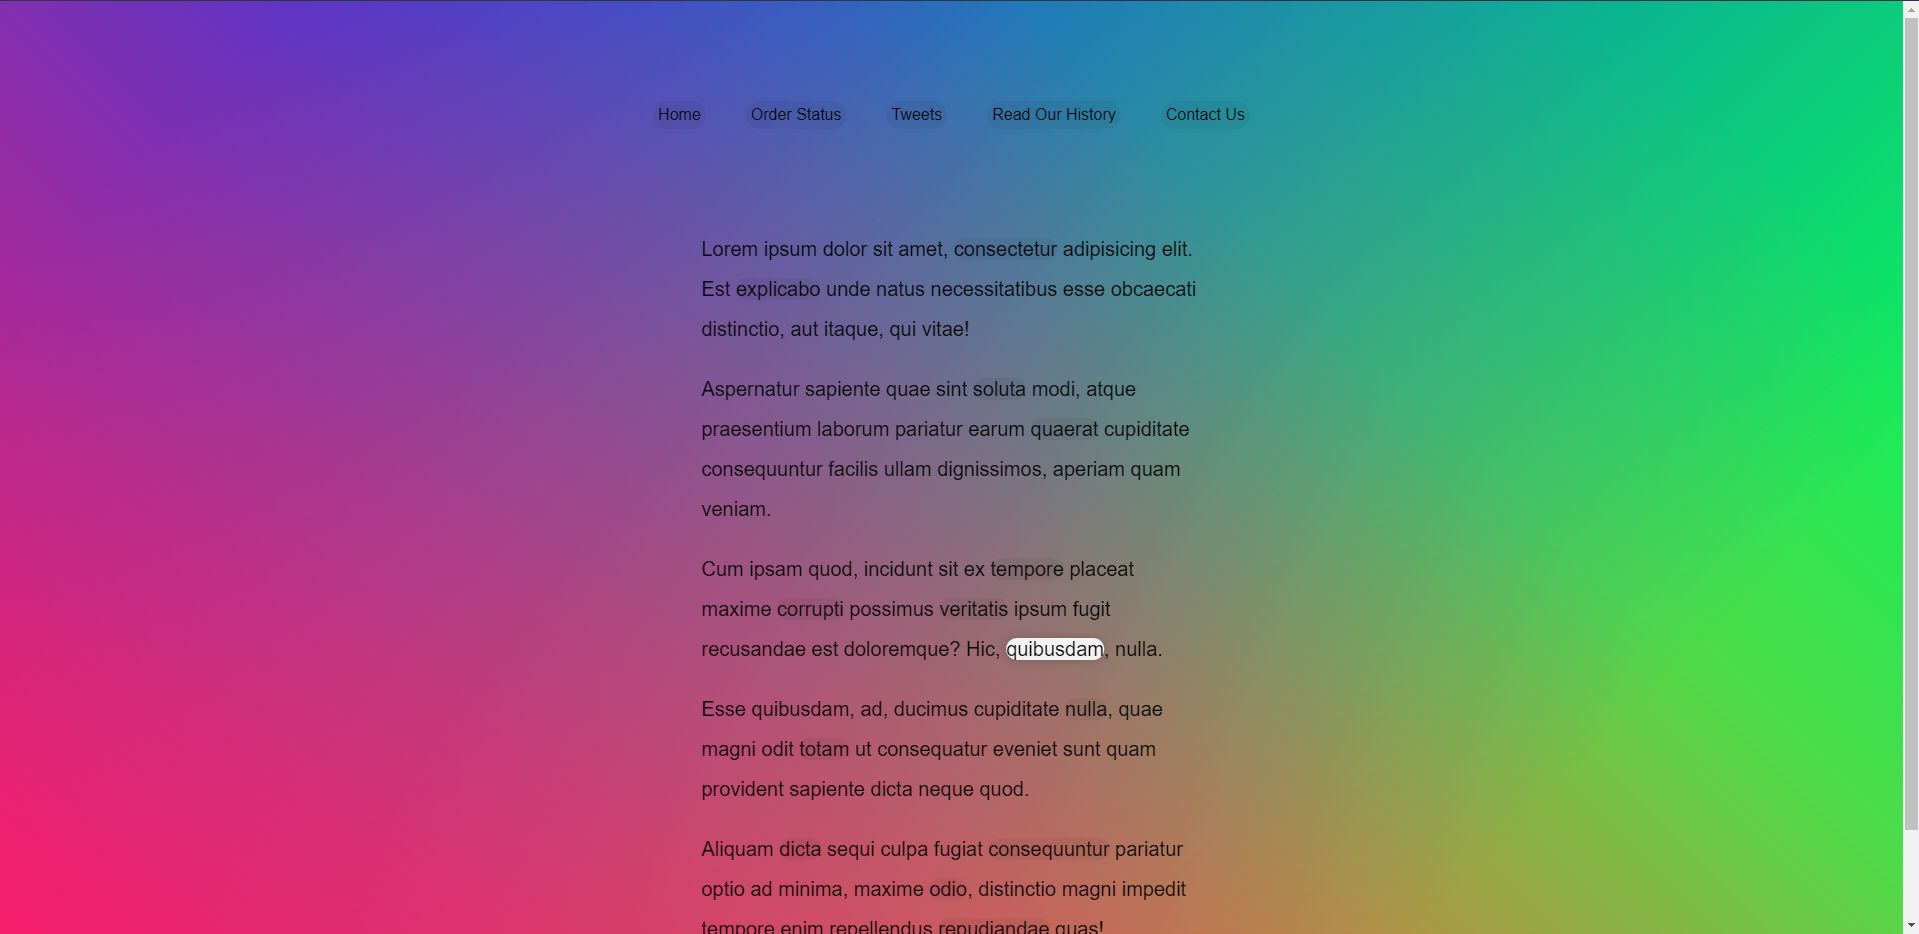 Home Order Status Tweets Read Our History Contact Us
Lorem ipsum dolor sit amet, consectetur adipisicing elit.
Est explicabo unde natus necessitatibus esse obcaecati
distinctio, aut itaque, qui vitae!
Aspernatur sapiente quae sint soluta modi, atque
praesentium laborum pariatur earum quaerat cupiditate
consequuntur facilis ullam dignissimos, aperiam quam
veniam.
Cum ipsam quod, incidunt sit ex tempore placeat
maxime corrupti possimus veritatis ipsum fugit
recusandae est doloremque? Hic, quibusdam, nulla.
Esse quibusdam, ad, ducimus cupiditate nulla, quae
magni odit totam ut consequatur eveniet sunt quam
provident sapiente dicta neque quod.
Aliquam dicta sequi culpa fugiat consequuntur pariatur
optio ad minima, maxime odio, distinctio magni impedit
tempore enim repellendus repudiandae quas!